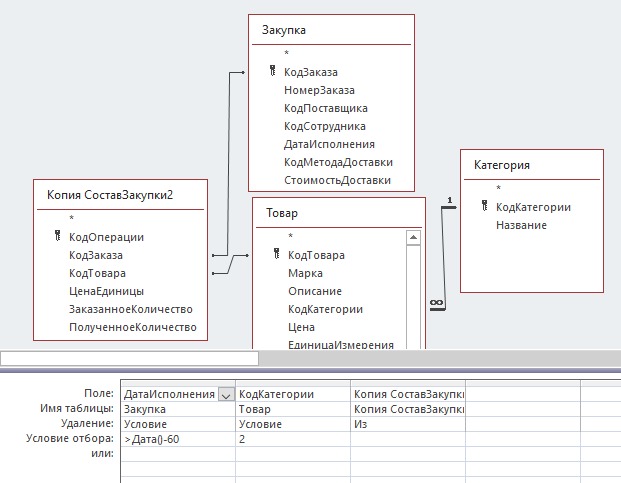 Закупка
*
КодЗаказа
НомерЗаказа
КодПоставщика
КодСотрудника
ДатаИсполнения
КодМетодаДоставки
СтоимостьДоставки
Категория
*
КодКатегории
Название
Копия СоставЗакупки2
*
КодОперации
КодЗаказа
КодТовара
ЦенаЕдиницы
ЗаказанноеКоличество
ПолученноеКоличество
Товар
*
КодТовара
Марка
Описание
КодКатегории
Цена
ЕдиницаИзмерения
1
∞
Поле: ДатаИсполнения КодКатегории Копия СоставЗакупк
Имя таблицы: Закупка Товар Копия СоставЗакупк
Удаление: Условие Условие Из
Условие отбора: >Дата()-60 2
или: